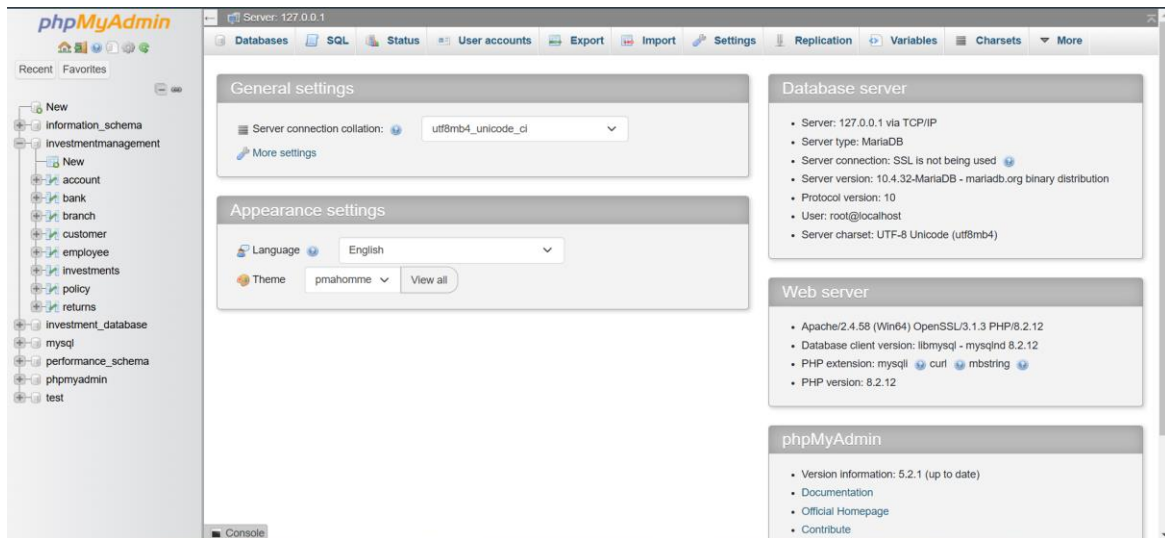 phpMyAdmin
Recent Favorites
New
information_schema
investmentmanagement
New
account
bank
branch
customer
employee
investments
policy
returns
investment_database
mysql
performance_schema
phpmyadmin
test
Server: 127.0.0.1
Databases SQL Status User accounts Export Import Settings Replication Variables Charsets More
General settings
Server connection collation: utf8mb4_unicode_ci
More settings
Appearance settings
Language English
Theme pmahomme View all
Database server
• Server: 127.0.0.1 via TCP/IP
• Server type: MariaDB
• Server connection: SSL is not being used
• Server version: 10.4.32-MariaDB - mariadb.org binary distribution
• Protocol version: 10
• User: root@localhost
• Server charset: UTF-8 Unicode (utf8mb4)
Web server
• Apache/2.4.58 (Win64) OpenSSL/3.1.3 PHP/8.2.12
• Database client version: libmysql - mysqlnd 8.2.12
• PHP extension: mysqli curl mbstring
• PHP version: 8.2.12
phpMyAdmin
• Version information: 5.2.1 (up to date)
• Documentation
• Official Homepage
• Contribute
Console